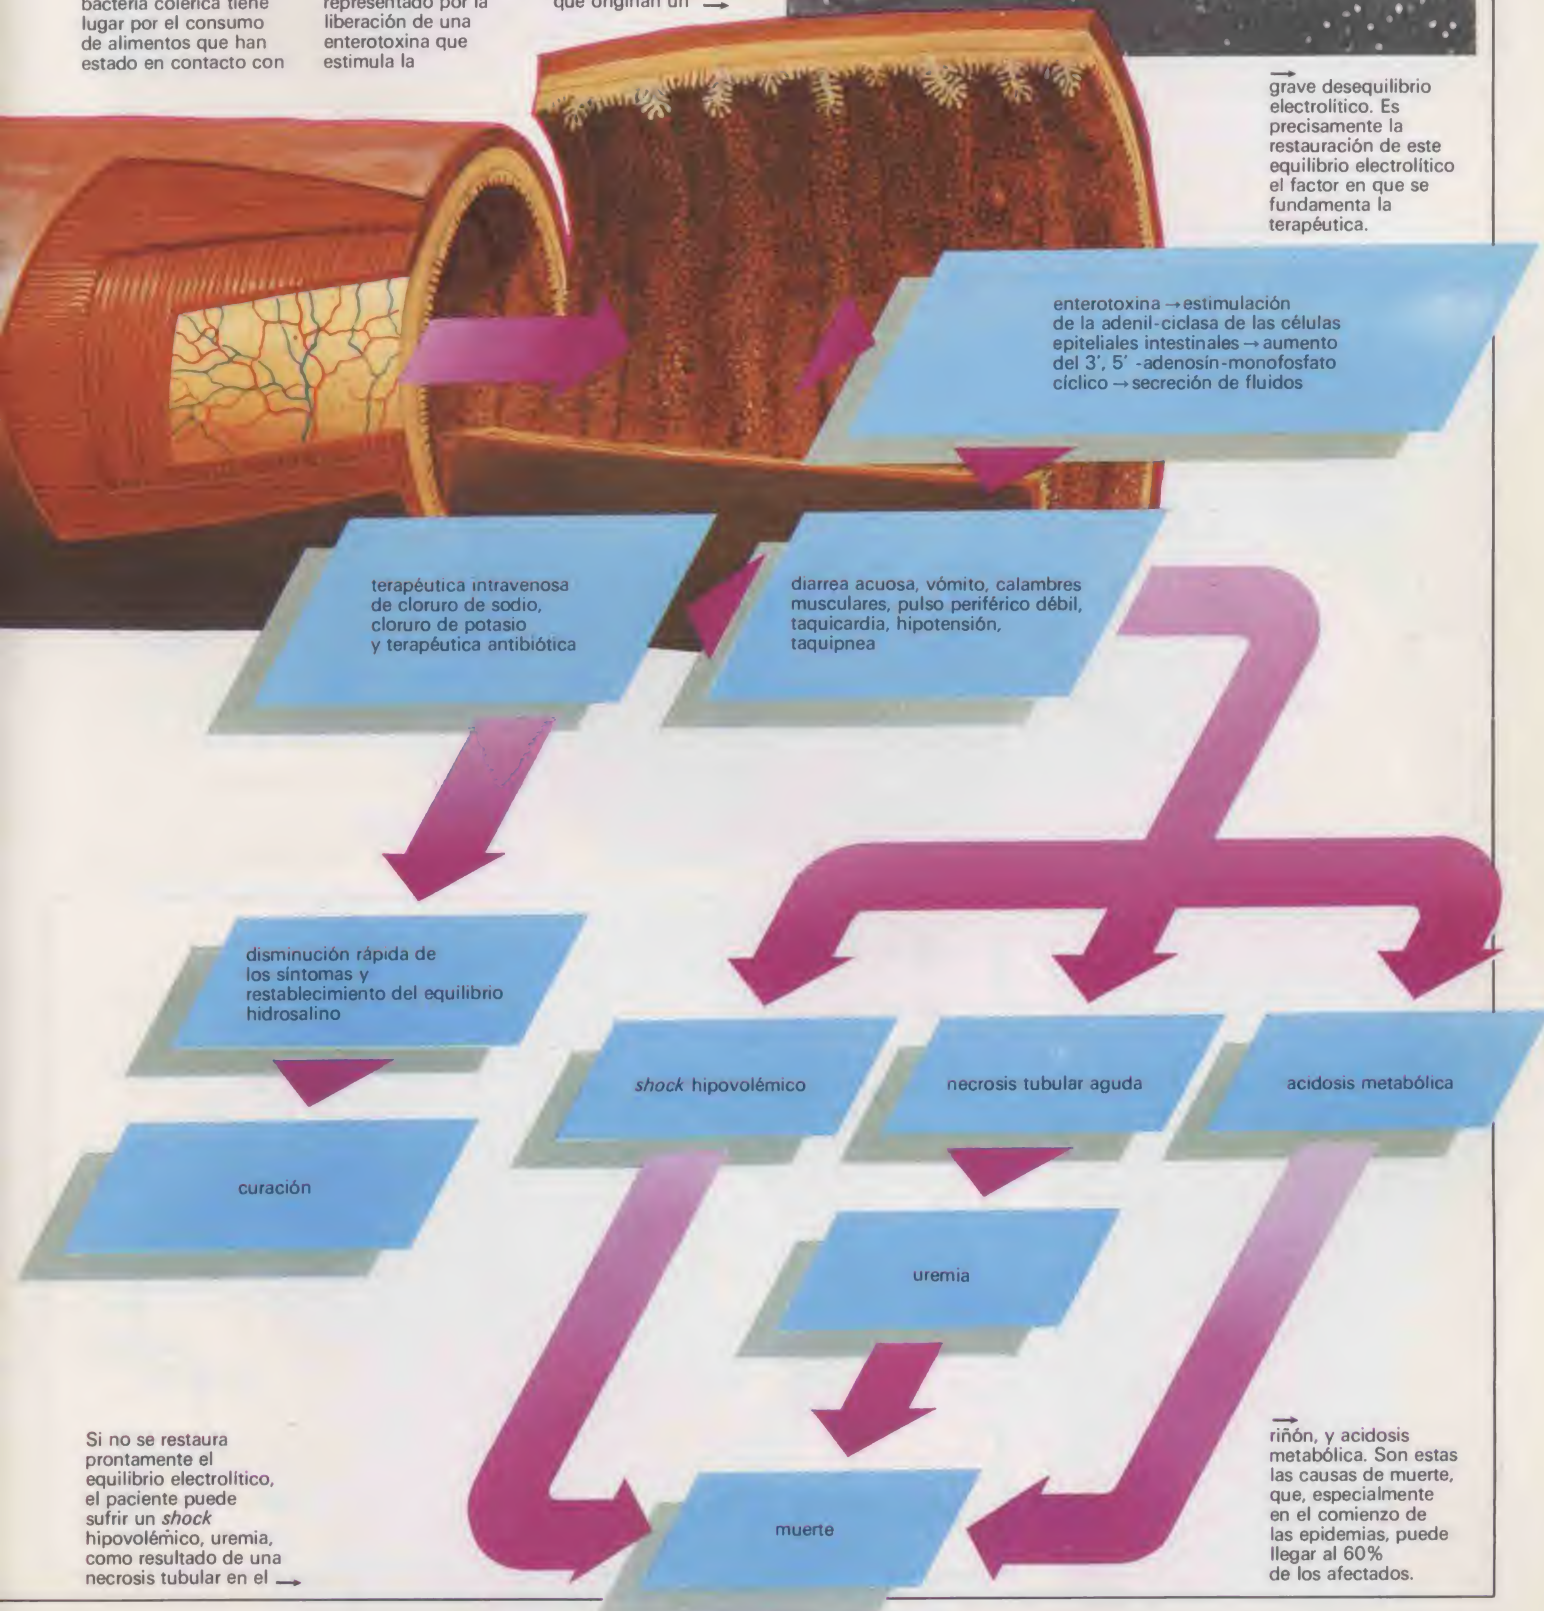 bacteria colérica tiene
lugar por el consumo
de alimentos que han
estado en contacto con
representado por la
liberación de una
enterotoxina que
estimula la
que originan un →
→
grave desequilibrio
electrolítico. Es
precisamente la
restauración de este
equilibrio electrolítico
el factor en que se
fundamenta la
terapéutica.
enterotoxina → estimulación
de la adenil-ciclasa de las células
epiteliales intestinales → aumento
del 3′, 5′ -adenosín-monofosfato
cíclico → secreción de fluidos
terapéutica intravenosa
de cloruro de sodio,
cloruro de potasio
y terapéutica antibiótica
diarrea acuosa, vómito, calambres
musculares, pulso periférico débil,
taquicardia, hipotensión,
taquipnea
disminución rápida de
los síntomas y
restablecimiento del equilibrio
hidrosalino
shock hipovolémico
necrosis tubular aguda
acidosis metabólica
curación
uremia
muerte
Si no se restaura
prontamente el
equilibrio electrolítico,
el paciente puede
sufrir un shock
hipovolémico, uremia,
como resultado de una
necrosis tubular en el →
→
riñón, y acidosis
metabólica. Son estas
las causas de muerte,
que, especialmente
en el comienzo de
las epidemias, puede
llegar al 60%
de los afectados.